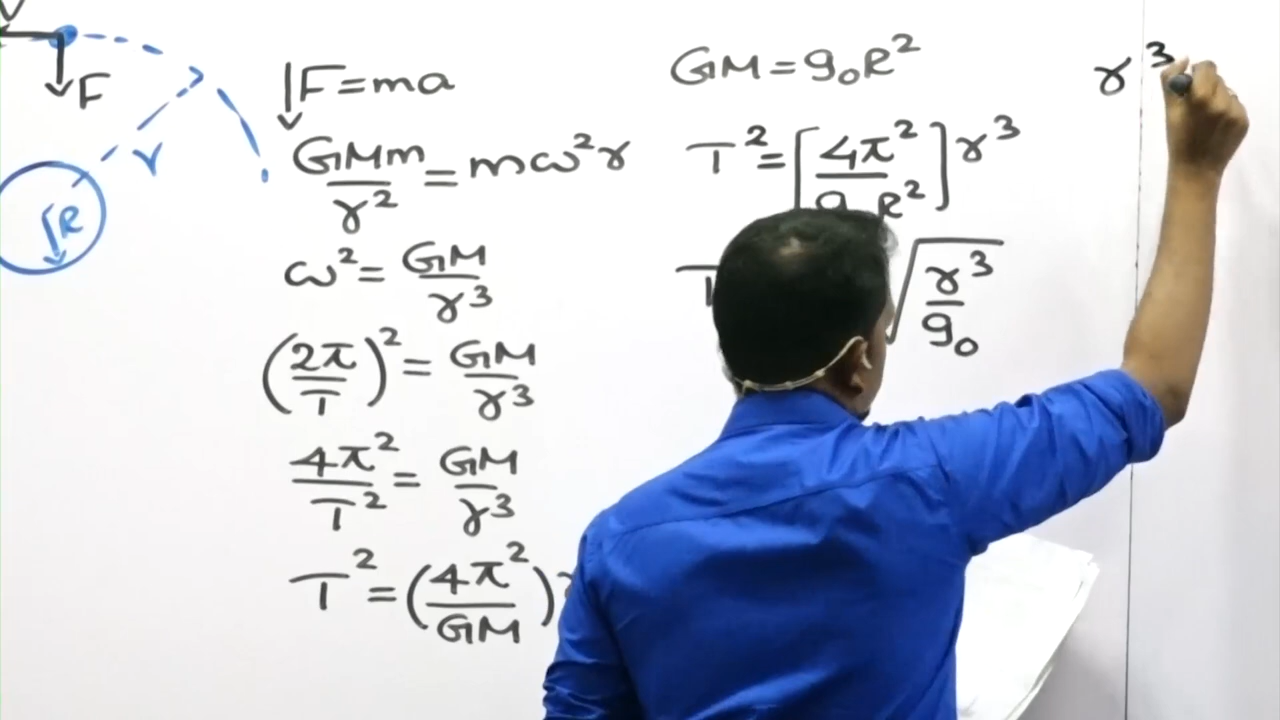 V
F
r
R
F=ma
GMm/r² = mω²r
ω² = GM/r³
(2π/T)² = GM/r³
4π²/T² = GM/r³
T² = (4π²/GM)
GM = g₀R²
T² = [4π²/g₀R²] r³
T √(r³/g₀)
r³